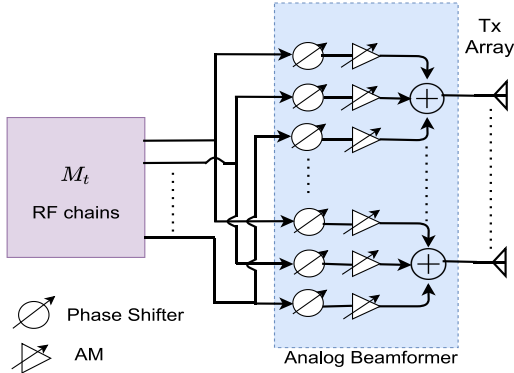 Tx
Array
M_t
RF chains
Phase Shifter
AM
Analog Beamformer